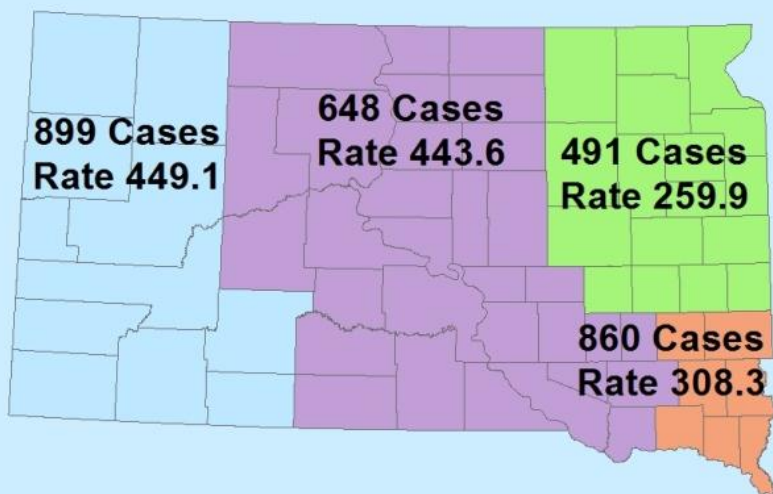 899 Cases
Rate 449.1
648 Cases
Rate 443.6
491 Cases
Rate 259.9
860 Cases
Rate 308.3